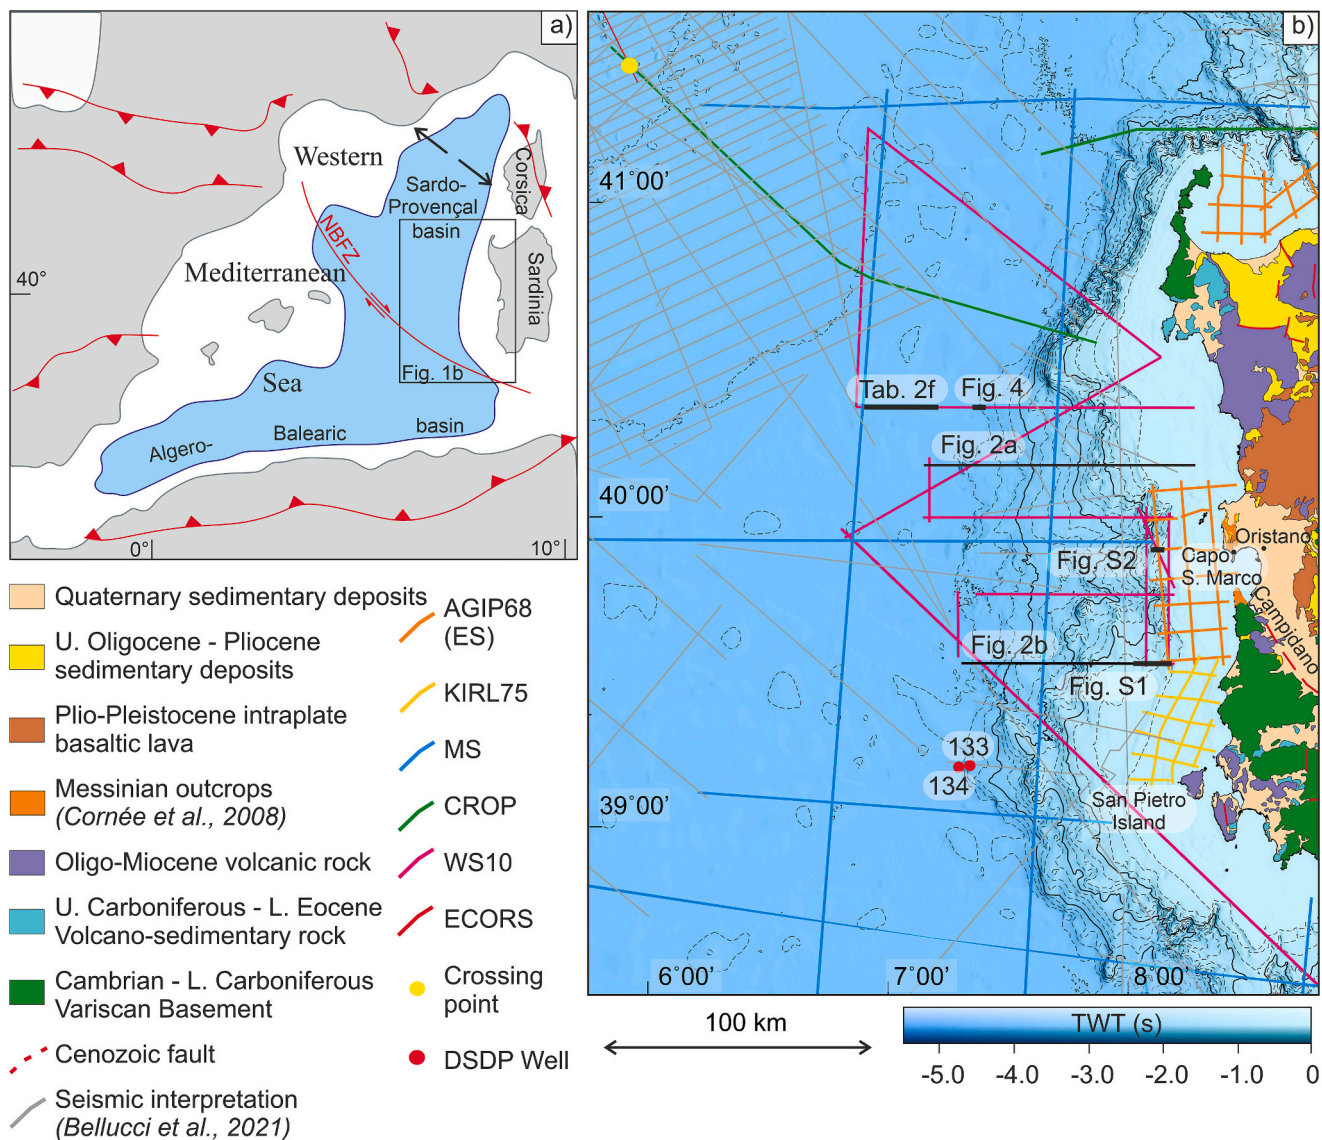 a)
Western
Corsica
Sardo-
Provençal
basin
NBFZ
Mediterranean
40°
Sardinia
Fig. 1b
Sea
Algero-
Balearic
basin
0°
10°
b)
41°00'
Tab. 2f
Fig. 4
Fig. 2a
40°00'
Oristano
Fig. S2
Capo
S. Marco
Campidano
Fig. 2b
Fig. S1
133
134
San Pietro
Island
39°00'
6°00'
7°00'
8°00'
Quaternary sedimentary deposits
U. Oligocene - Pliocene
sedimentary deposits
Plio-Pleistocene intraplate
basaltic lava
Messinian outcrops
(Cornée et al., 2008)
Oligo-Miocene volcanic rock
U. Carboniferous - L. Eocene
Volcano-sedimentary rock
Cambrian - L. Carboniferous
Variscan Basement
Cenozoic fault
Seismic interpretation
(Bellucci et al., 2021)
AGIP68
(ES)
KIRL75
MS
CROP
WS10
ECORS
Crossing
point
DSDP Well
100 km
TWT (s)
-5.0
-4.0
-3.0
-2.0
-1.0
0